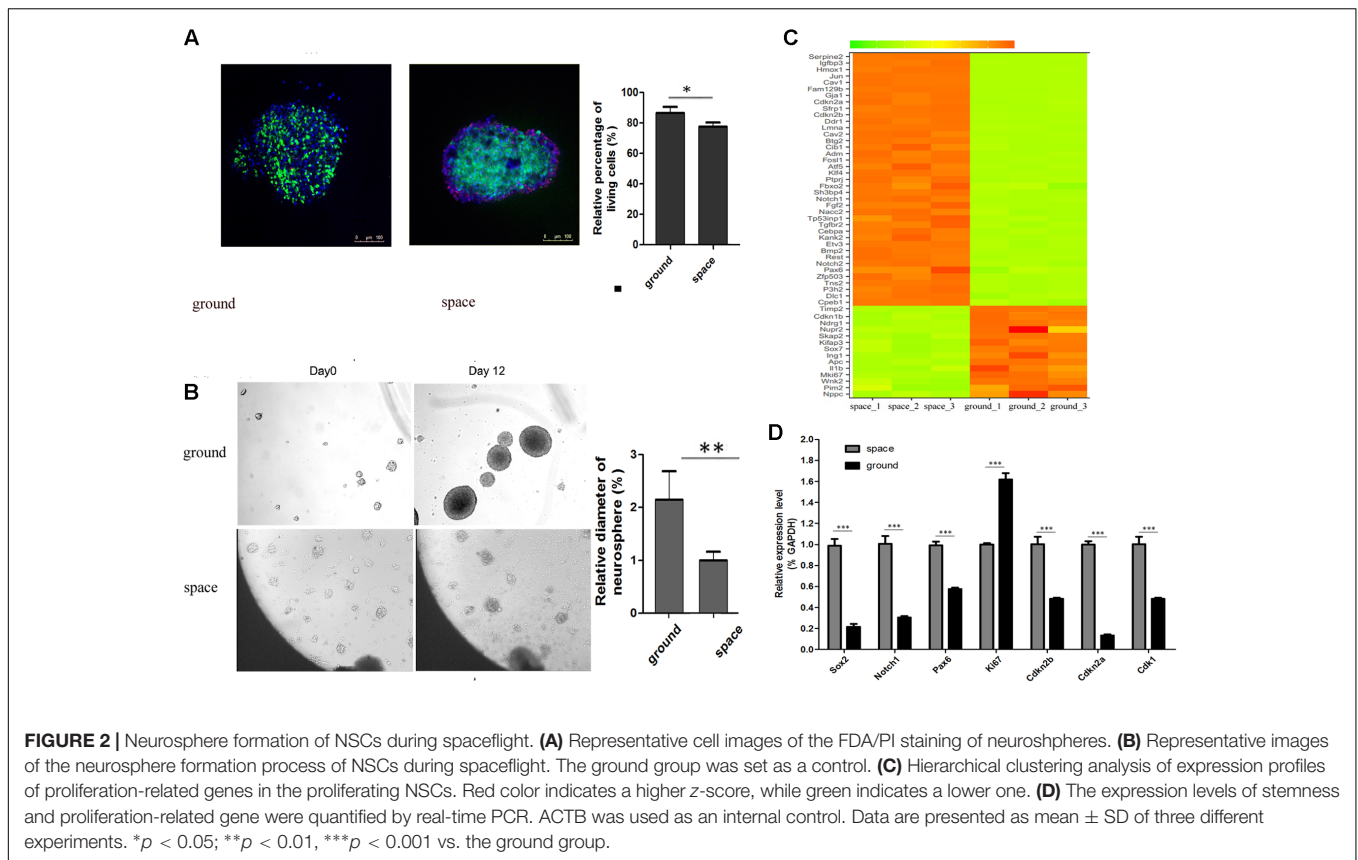 A
0 μm 100
0 μm 100
ground
space
Relative percentage of
living cells (%)
100
80
60
40
20
0
*
ground
space
B
Day0
Day 12
ground
space
Relative diameter of
neurosphere (%)
3
2
1
0
**
ground
space
C
Serpine2
Igfbp3
Hmox1
Jun
Cav1
Fam129b
Gja1
Cdkn2a
Sfrp1
Cdkn2b
Ddr1
Lmna
Cav2
Btg2
Cib1
Adm
Fosl1
Atf5
Klf4
Ptprj
Fbxo2
Sh3bp4
Notch1
Fgf2
Nacc2
Tp53inp1
Tgfbr2
Cebpa
Kank2
Etv3
Bmp2
Rest
Notch2
Pax6
Zfp503
Tns2
P3h2
Dlc1
Cpeb1
Timp2
Cdkn1b
Ndrg1
Nupr2
Skap2
Kifap3
Sox7
Ing1
Apc
Il1b
Mki67
Wnk2
Pim2
Nppc
space_1 space_2 space_3 ground_1 ground_2 ground_3
D
Relative expression level
(% GAPDH)
2.0
1.8
1.6
1.4
1.2
1.0
0.8
0.6
0.4
0.2
0.0
space
ground
*** *** *** *** *** *** ***
Sox2 Notch1 Pax6 Ki67 Cdkn2b Cdkn2a Cdk1
FIGURE 2 | Neurosphere formation of NSCs during spaceflight. (A) Representative cell images of the FDA/PI staining of neuroshpheres. (B) Representative images
of the neurosphere formation process of NSCs during spaceflight. The ground group was set as a control. (C) Hierarchical clustering analysis of expression profiles
of proliferation-related genes in the proliferating NSCs. Red color indicates a higher z-score, while green indicates a lower one. (D) The expression levels of stemness
and proliferation-related gene were quantified by real-time PCR. ACTB was used as an internal control. Data are presented as mean ± SD of three different
experiments. *p < 0.05; **p < 0.01, ***p < 0.001 vs. the ground group.